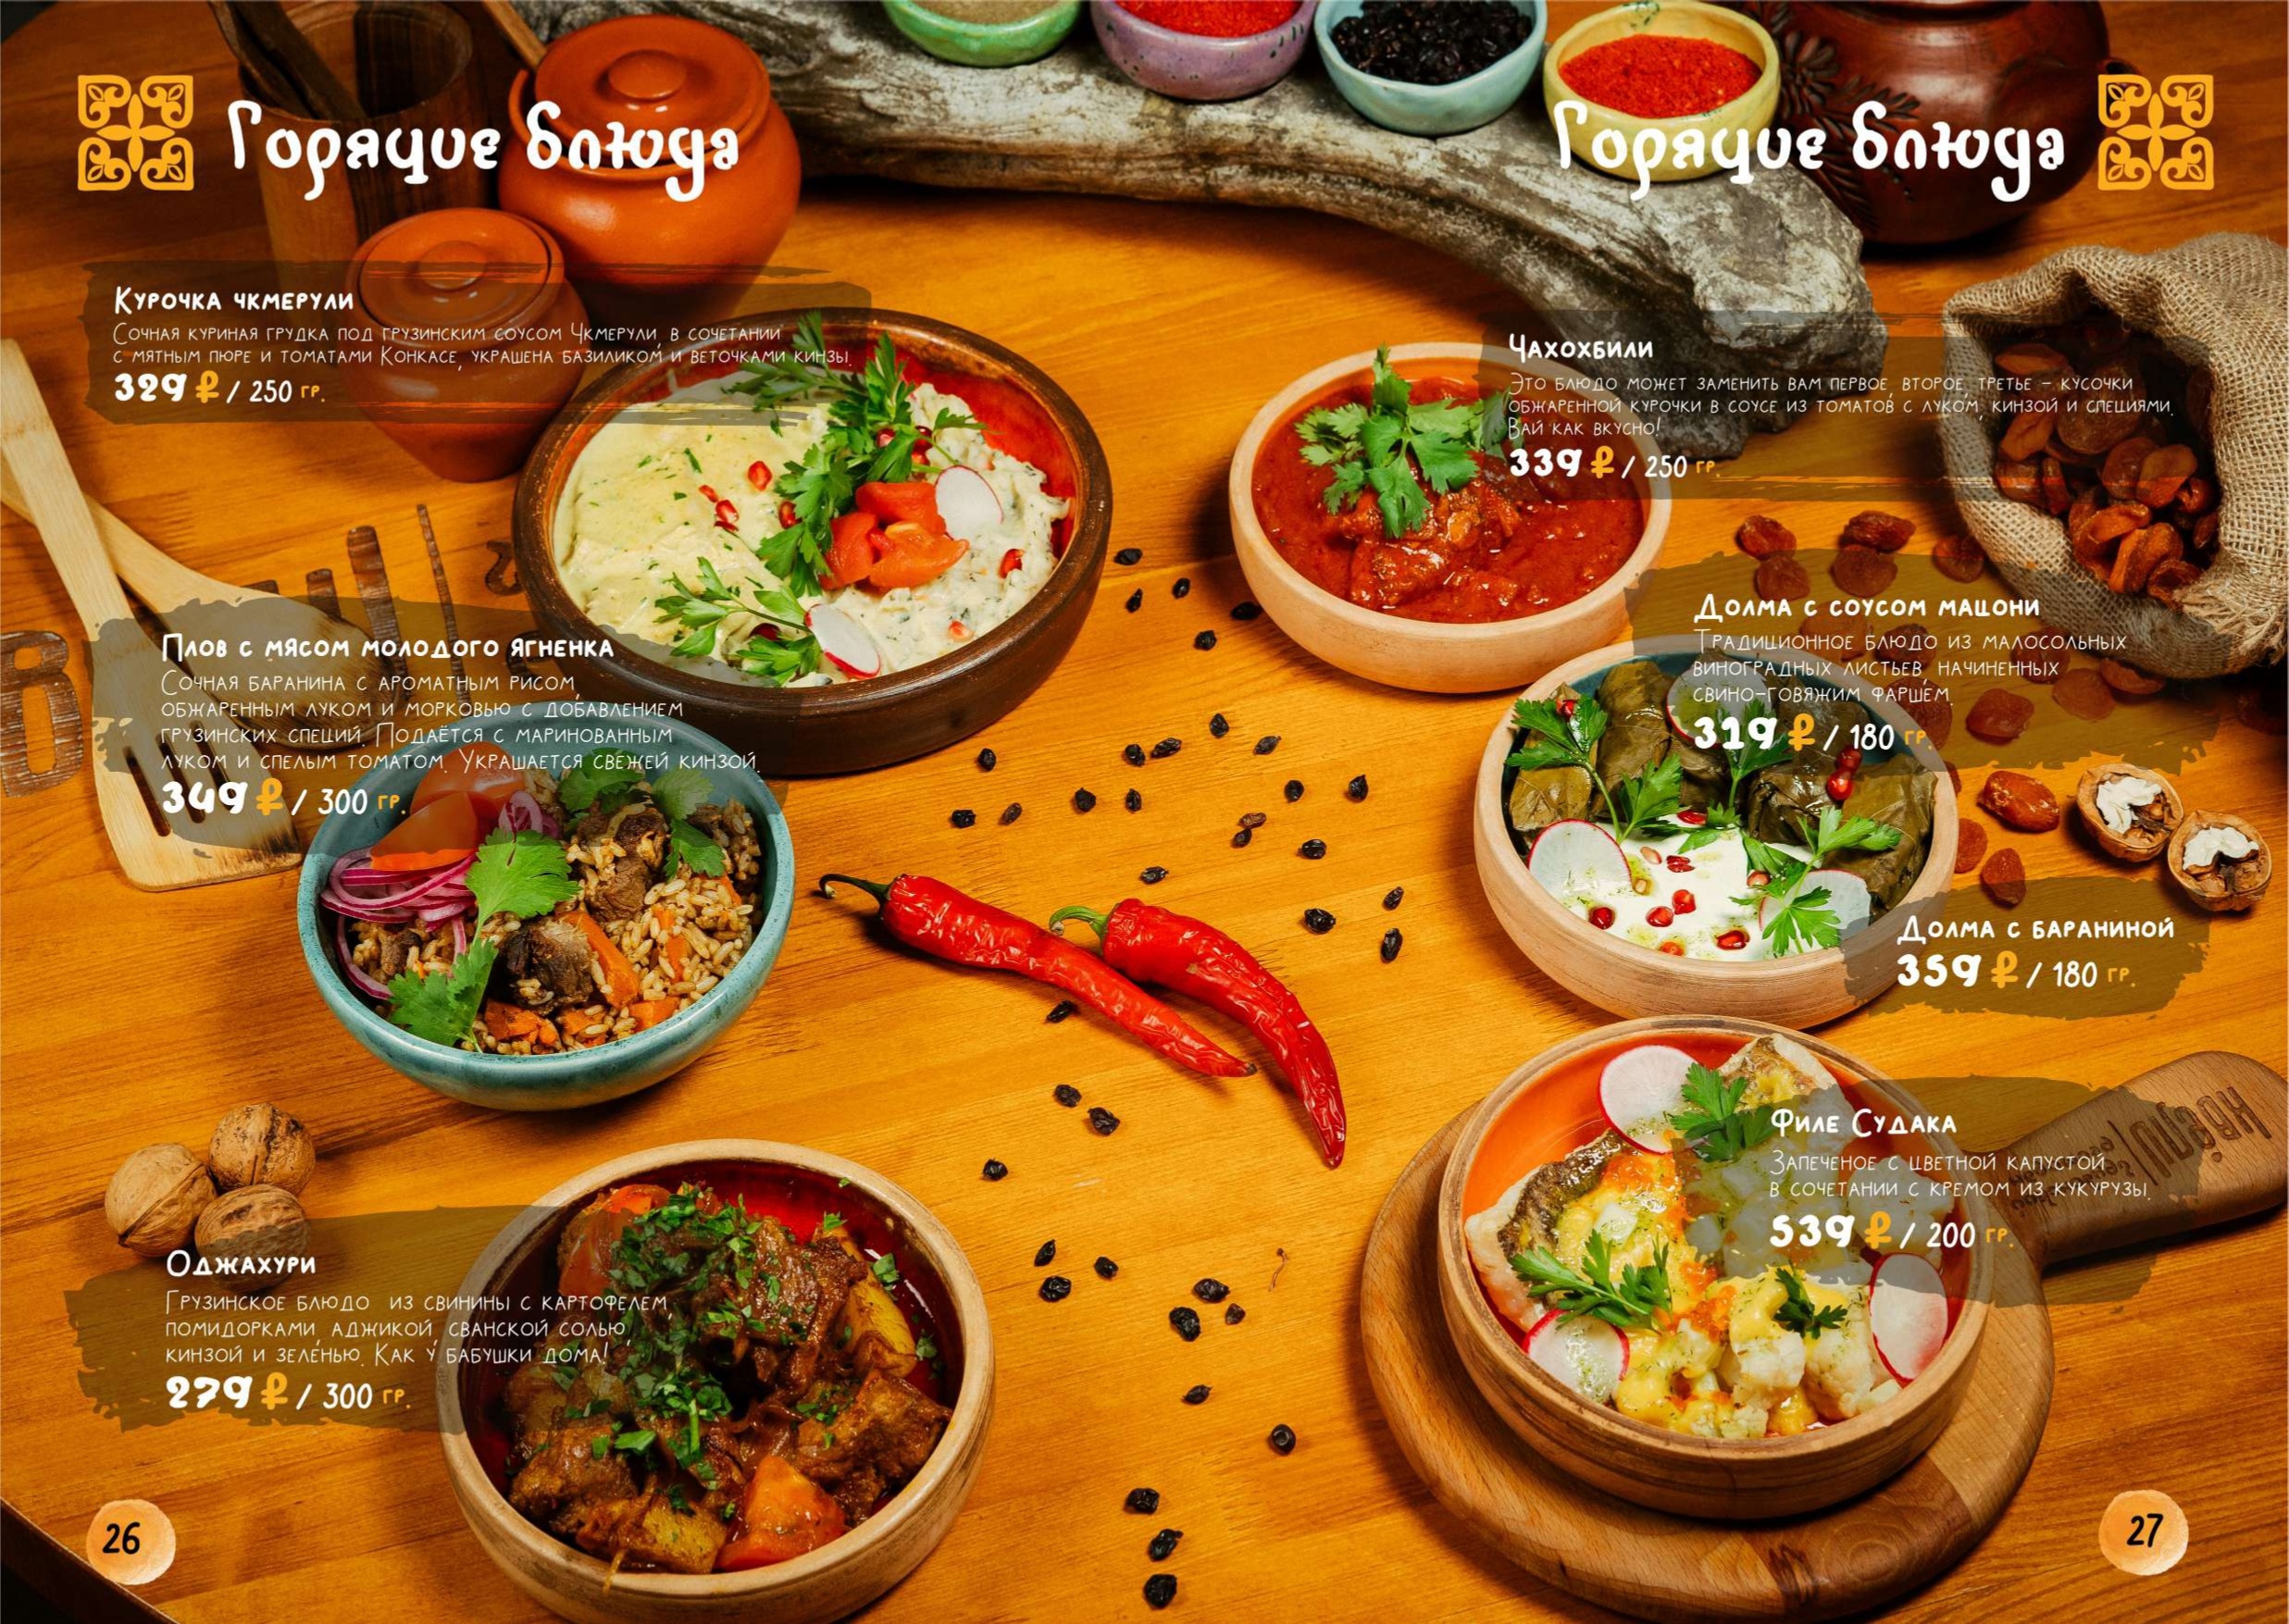 Горячие блюда
Курочка чкмерули
Сочная куриная грудка под грузинским соусом Чкмерули, в сочетании
с мятным пюре и томатами Конкасе, украшена базиликом и веточками кинзы.
329 ₽ / 250 гр.
Плов с мясом молодого ягненка
Сочная баранина с ароматным рисом,
обжаренным луком и морковью с добавлением
грузинских специй. Подаётся с маринованным
луком и спелым томатом. Украшается свежей кинзой.
349 ₽ / 300 гр.
Оджахури
Грузинское блюдо из свинины с картофелем,
помидорками, аджикой, сванской солью,
кинзой и зеленью. Как у бабушки дома!
279 ₽ / 300 гр.
26
Горячие блюда
Чахохбили
Это блюдо может заменить вам первое, второе, третье – кусочки
обжаренной курочки в соусе из томатов с луком, кинзой и специями.
Вай как вкусно!
339 ₽ / 250 гр.
Долма с соусом мацони
Традиционное блюдо из малосольных
виноградных листьев, начиненных
свино-говяжим фаршем.
319 ₽ / 180 гр.
Долма с бараниной
359 ₽ / 180 гр.
Филе Судака
Запеченое с цветной капустой
в сочетании с кремом из кукурузы.
539 ₽ / 200 гр.
27